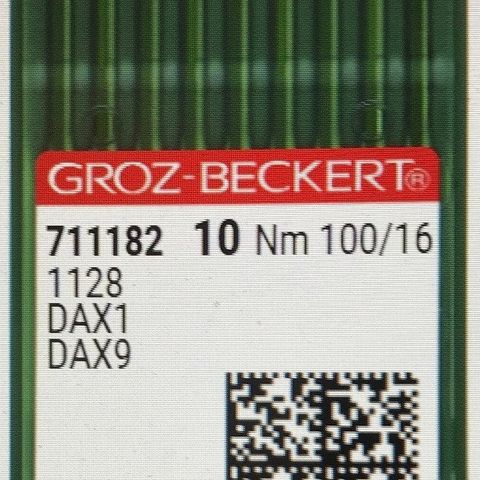 GROZ-BECKERT®
711182 10 Nm 100/16
1128
DAX1
DAX9